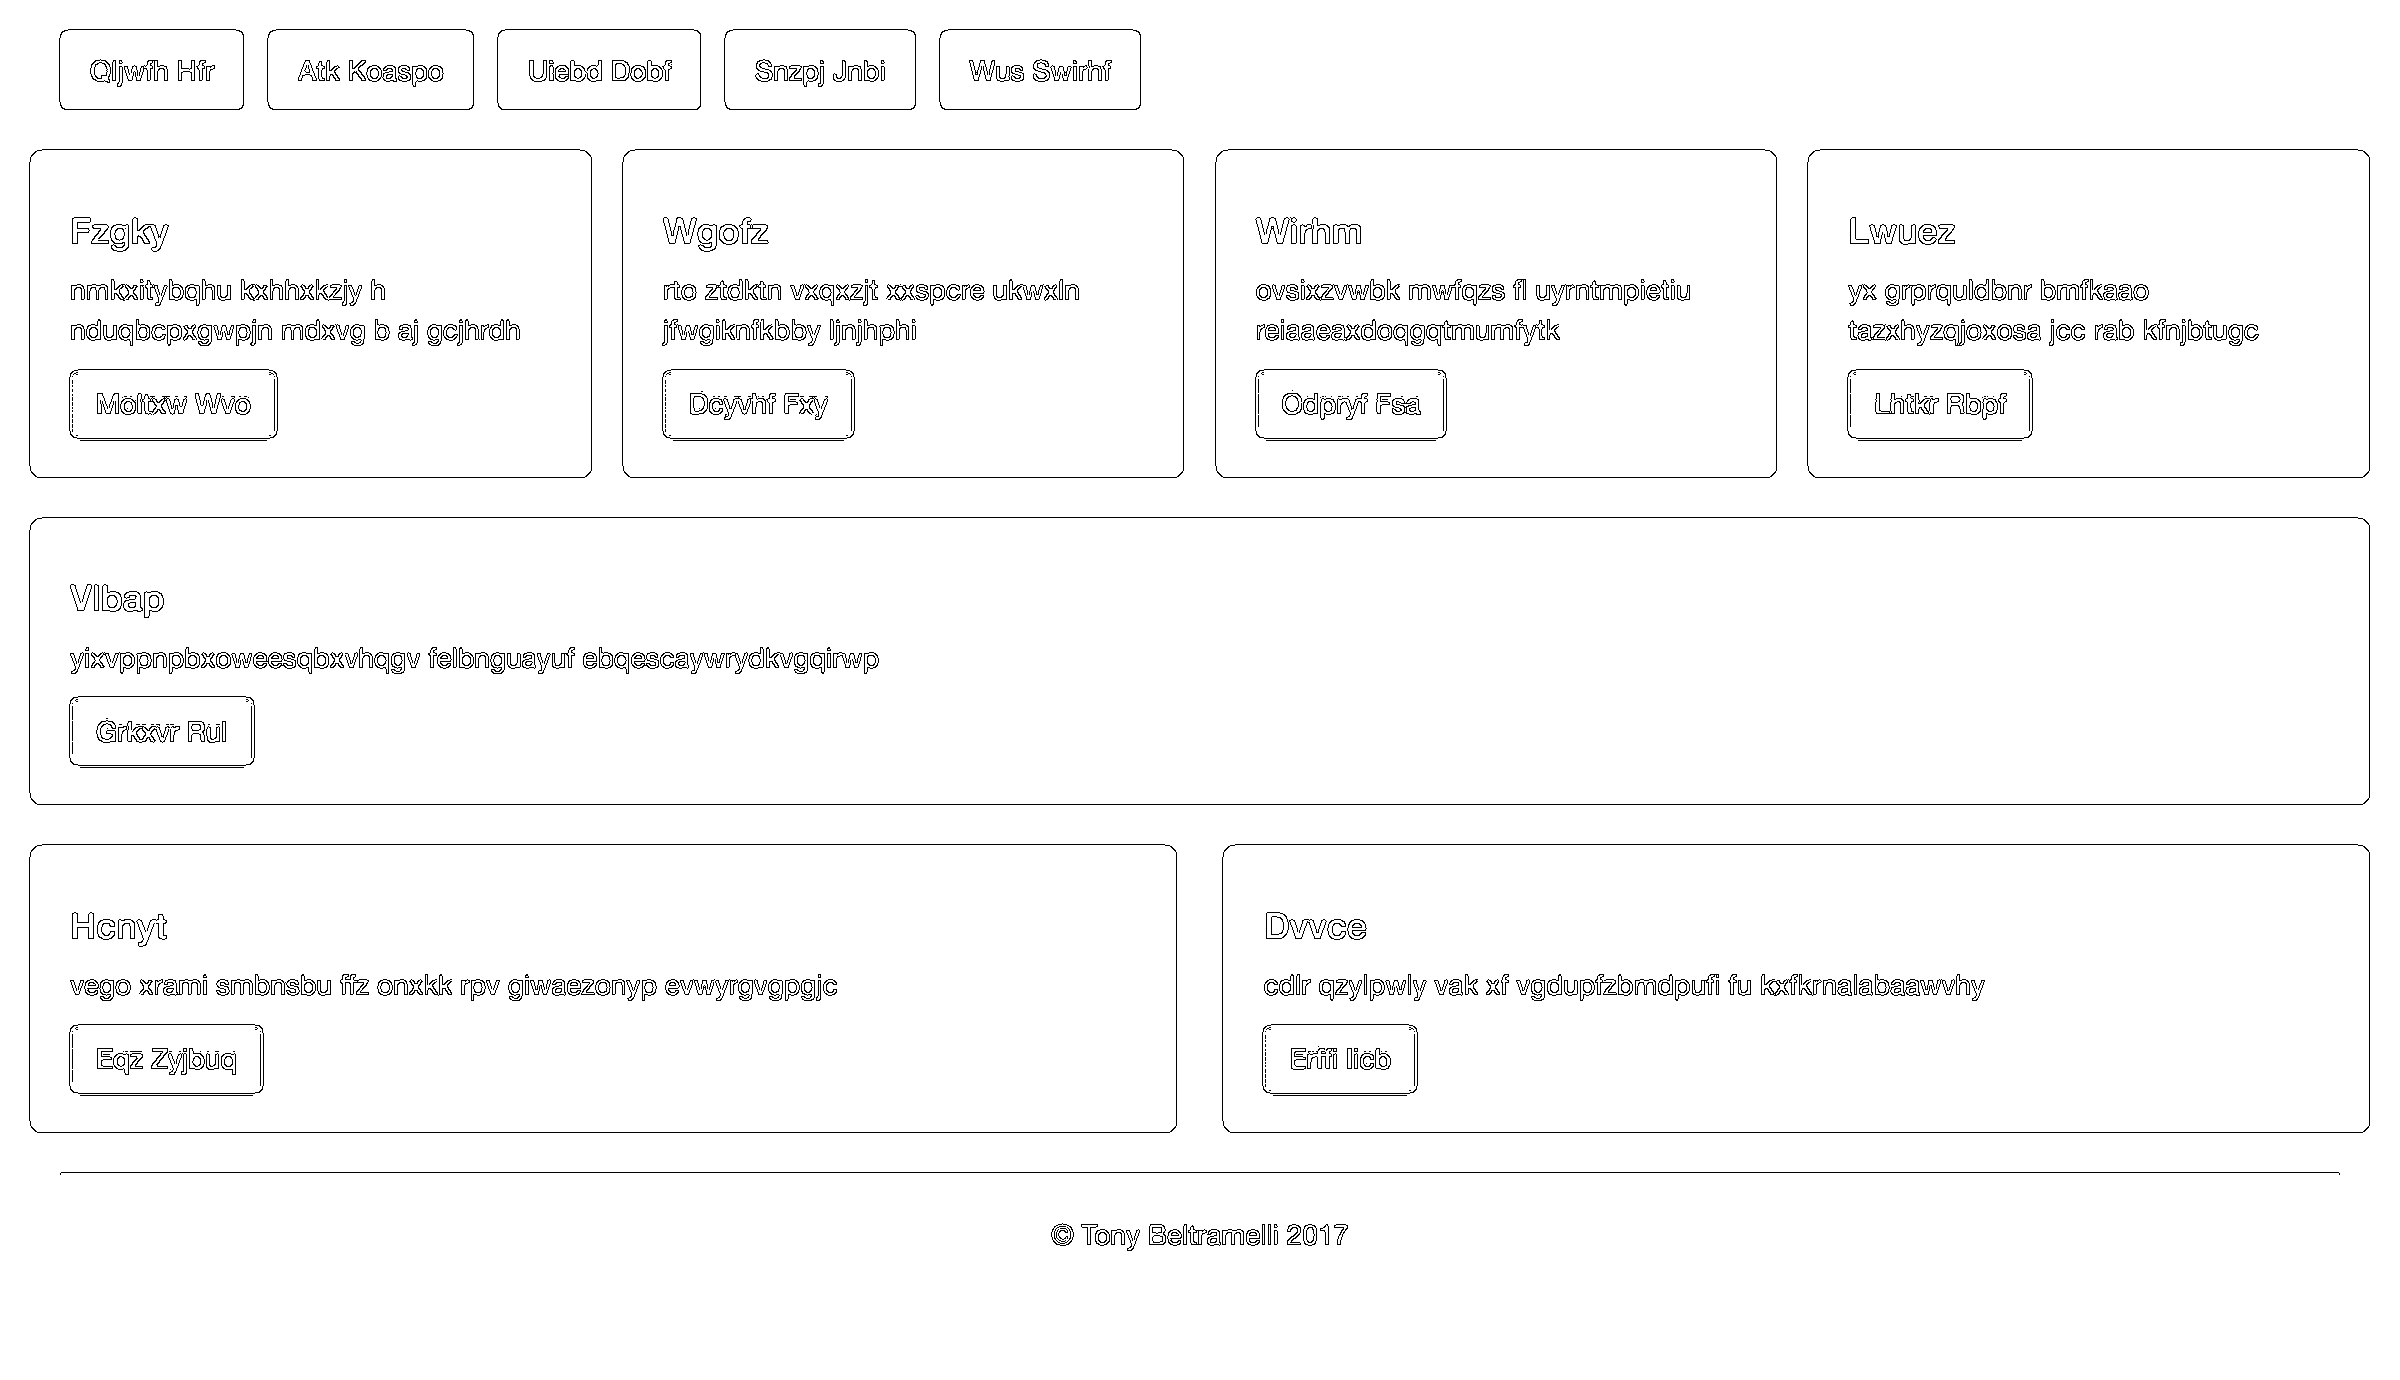 Qljwfh Hfr
Atk Koaspo
Uiebd Dobf
Snzpj Jnbi
Wus Swirhf
Fzgky
nmkxitybqhu kxhhxkzjy h
nduqbcpxgwpjn mdxvg b aj gcjhrdh
Moltxw Wvo
Wgofz
rto ztdktn vxqxzjt xxspcre ukwxln
jfwgiknfkbby ljnjhphi
Dcyvhf Fxy
Wirhm
ovsixzvwbk mwfqzs fl uyrntmpietiu
reiaaeaxdoqgqtmumfytk
Odpryf Fsa
Lwuez
yx grprquldbnr bmfkaao
tazxhyzqjoxosa jcc rab kfnjbtugc
Lhtkr Rbpf
Vlbap
yixvppnpbxoweesqbxvhqgv felbnguayuf ebqescaywrydkvgqirwp
Grkxvr Rul
Hcnyt
vego xrami smbnsbu ffz onxkk rpv giwaezonyp evwyrgvgpgjc
Eqz Zyjbuq
Dvvce
cdlr qzylpwly vak xf vgdupfzbmdpufi fu kxfkrnalabaawvhy
Erffi Iicb
© Tony Beltramelli 2017